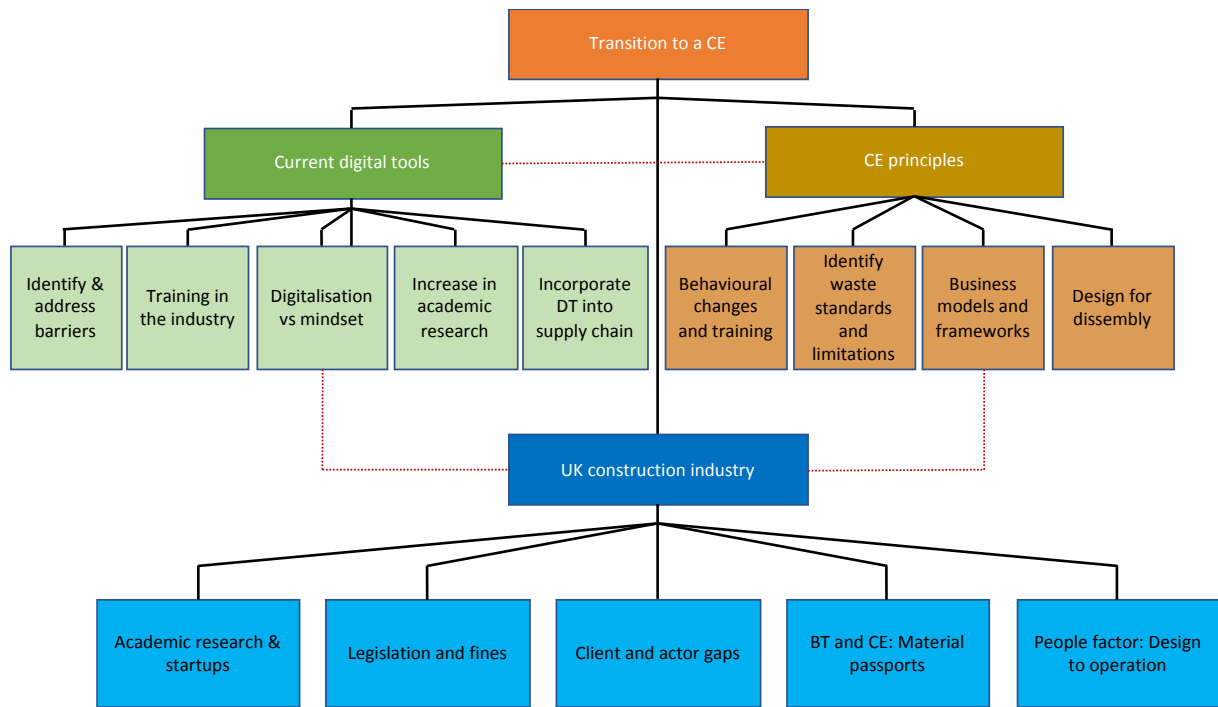 Transition to a CE
Current digital tools
CE principles
Identify &
address
barriers
Training in
the industry
Digitalisation
vs mindset
Increase in
academic
research
Incorporate
DT into
supply chain
Behavioural
changes
and training
Identify
waste
standards
and
limitations
Business
models and
frameworks
Design for
dissembly
UK construction industry
Academic research &
startups
Legislation and fines
Client and actor gaps
BT and CE: Material
passports
People factor: Design
to operation